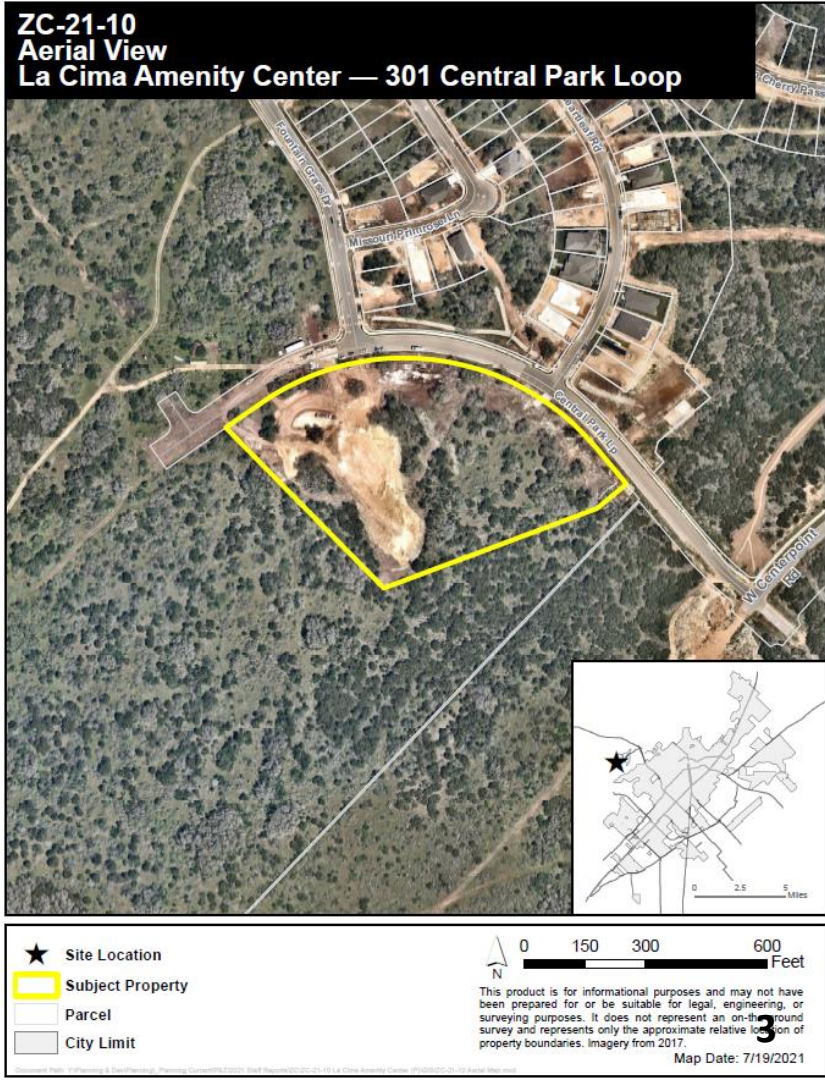 ZC-21-10
Aerial View
La Cima Amenity Center — 301 Central Park Loop
Cherry Pass
Fountain Grass Dr
Heartleaf Rd
Missouri Primrose Ln
Central Park Lp
W Centerpoint Rd
0 2.5 5
Miles
Site Location
Subject Property
Parcel
City Limit
N
0 150 300 600
Feet
This product is for informational purposes and may not have
been prepared for or be suitable for legal, engineering, or
surveying purposes. It does not represent an on-the-ground
survey and represents only the approximate relative location of
property boundaries. Imagery from 2017.
3
Map Date: 7/19/2021